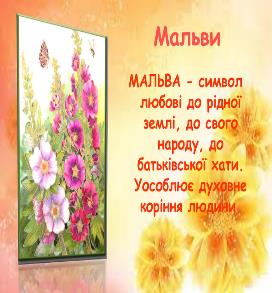 Мальви
МАЛЬВА - символ
любові до рідної
землі, до свого
народу, до
батьківської хати.
Уособлює духовне
коріння людини.